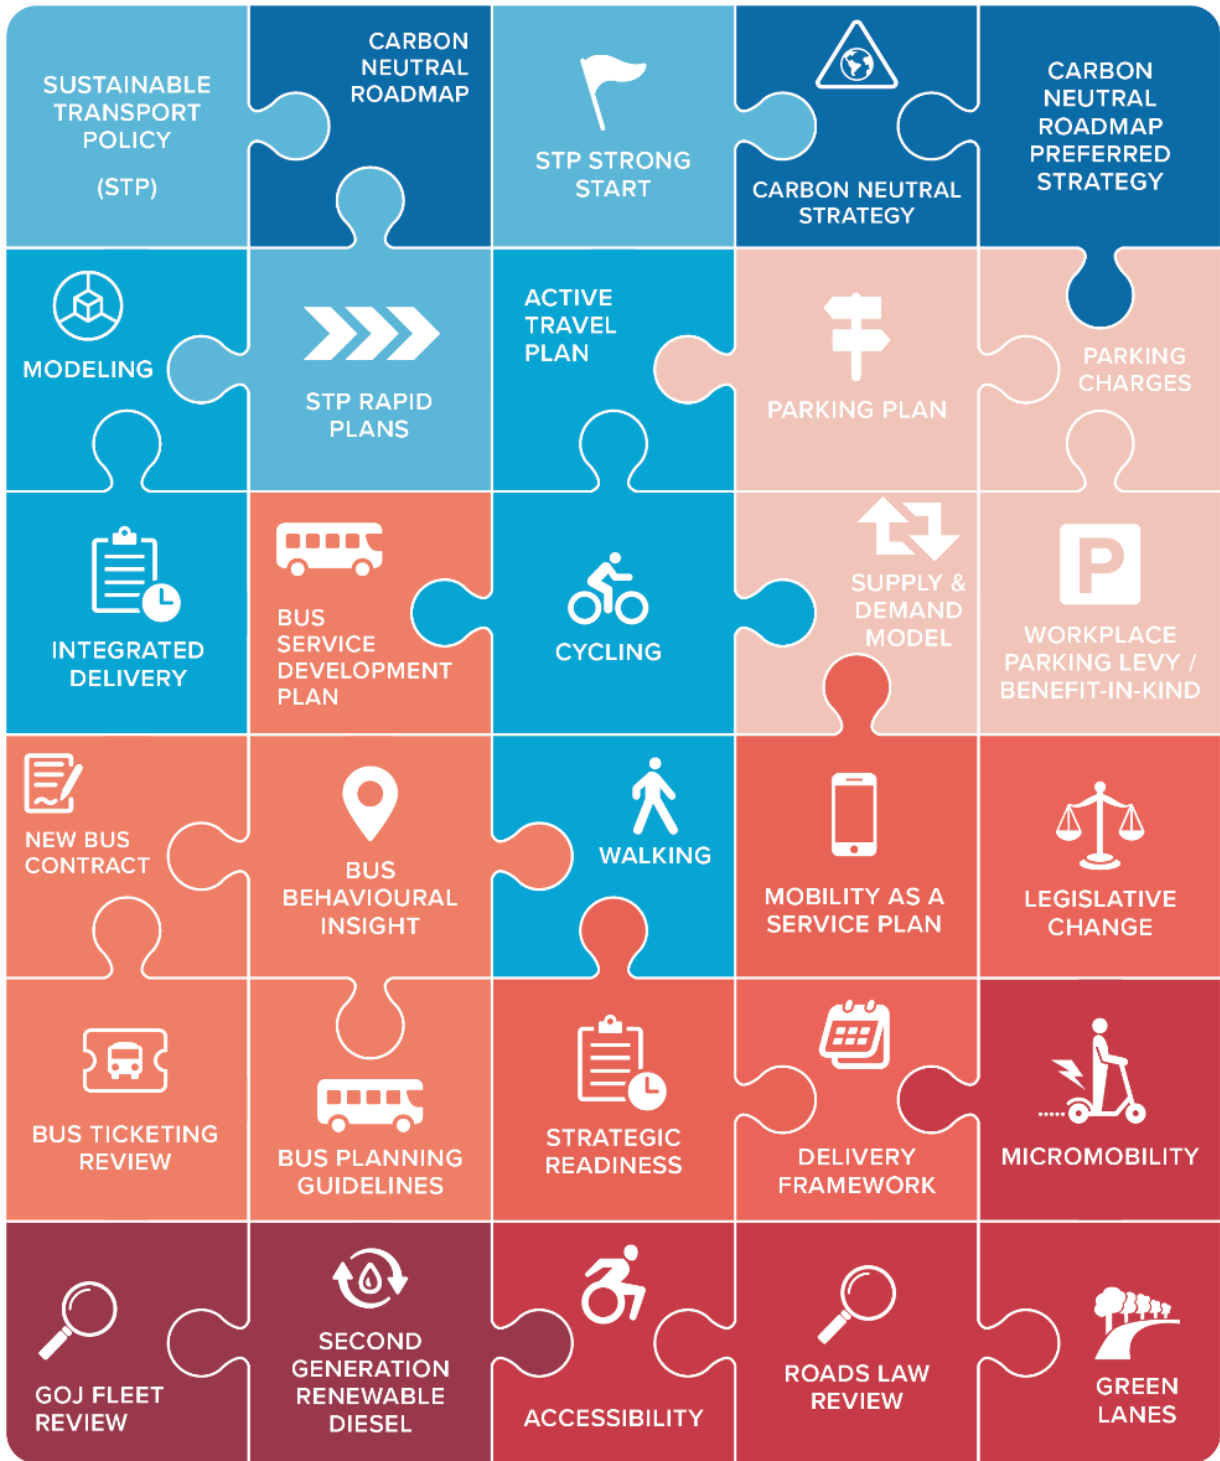 SUSTAINABLE
TRANSPORT
POLICY
(STP)
CARBON
NEUTRAL
ROADMAP
STP STRONG
START
CARBON NEUTRAL
STRATEGY
CARBON
NEUTRAL
ROADMAP
PREFERRED
STRATEGY
MODELING
STP RAPID
PLANS
ACTIVE
TRAVEL
PLAN
PARKING PLAN
PARKING
CHARGES
INTEGRATED
DELIVERY
BUS
SERVICE
DEVELOPMENT
PLAN
CYCLING
SUPPLY &
DEMAND
MODEL
P
WORKPLACE
PARKING LEVY /
BENEFIT-IN-KIND
NEW BUS
CONTRACT
BUS
BEHAVIOURAL
INSIGHT
WALKING
MOBILITY AS A
SERVICE PLAN
LEGISLATIVE
CHANGE
BUS TICKETING
REVIEW
BUS PLANNING
GUIDELINES
STRATEGIC
READINESS
DELIVERY
FRAMEWORK
MICROMOBILITY
GOJ FLEET
REVIEW
SECOND
GENERATION
RENEWABLE
DIESEL
ACCESSIBILITY
ROADS LAW
REVIEW
GREEN
LANES